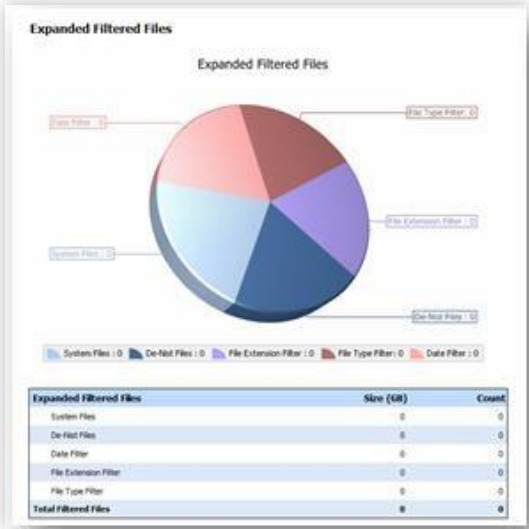 Expanded Filtered Files
Expanded Filtered Files
Date Filter : 0
File Type Filter: 0
System Files : 0
File Extension Filter : 0
De-Nist Files : 0
System Files : 0 De-Nist Files : 0 File Extension Filter : 0 File Type Filter: 0 Date Filter : 0
Expanded Filtered Files Size (GB) Count
System Files 0 0
De-Nist Files 0 0
Date Filter 0 0
File Extension Filter 0 0
File Type Filter 0 0
Total Filtered Files 0 0